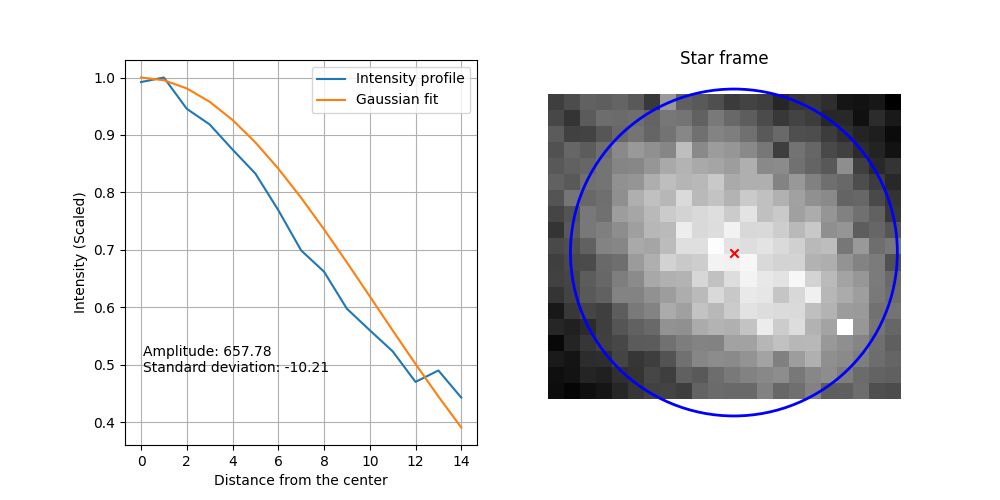 Star frame
Intensity profile
Gaussian fit
1.0
0.9
0.8
0.7
0.6
0.5
0.4
Intensity (Scaled)
Amplitude: 657.78
Standard deviation: -10.21
0 2 4 6 8 10 12 14
Distance from the center